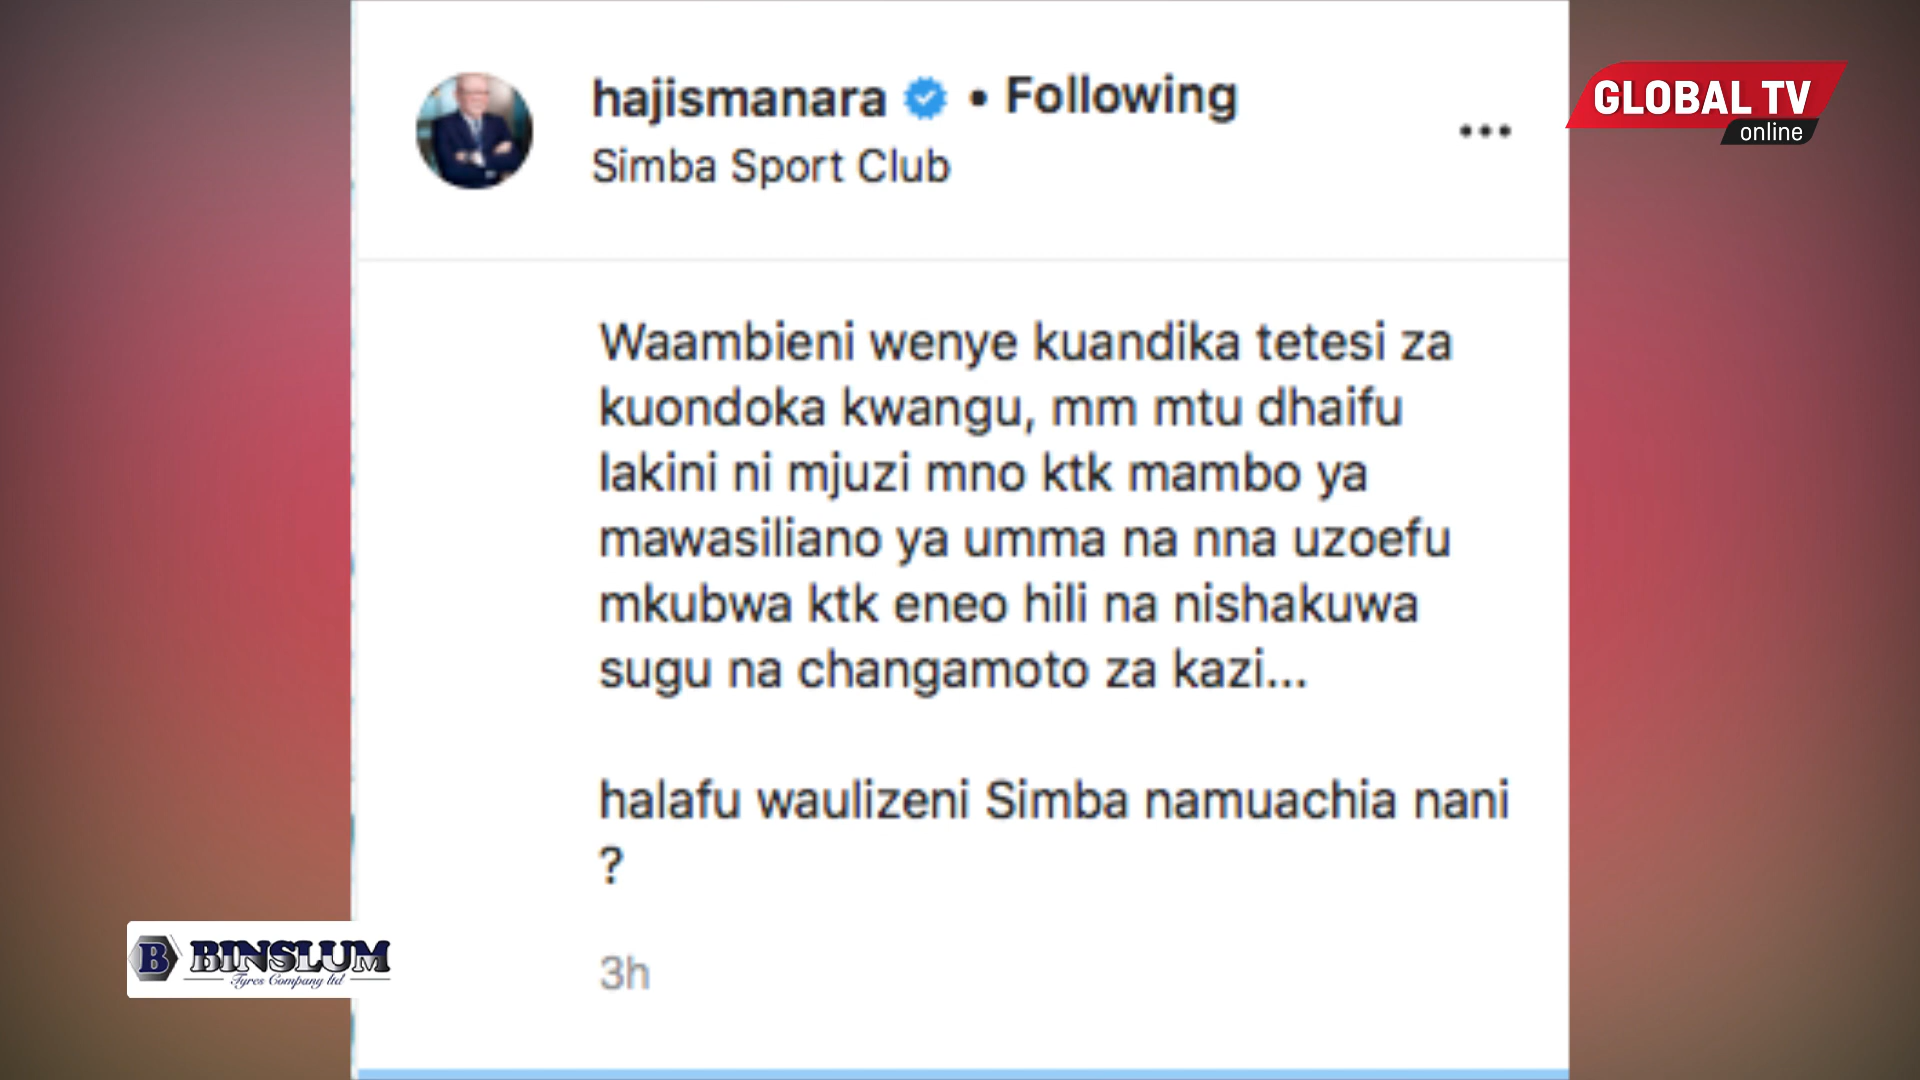 hajismanara • Following
Simba Sport Club
GLOBAL TV
online
Waambieni wenye kuandika tetesi za
kuondoka kwangu, mm mtu dhaifu
lakini ni mjuzi mno ktk mambo ya
mawasiliano ya umma na nna uzoefu
mkubwa ktk eneo hili na nishakuwa
sugu na changamoto za kazi...
halafu waulizeni Simba namuachia nani
?
3h
B BINSLUM
Tyres Company ltd